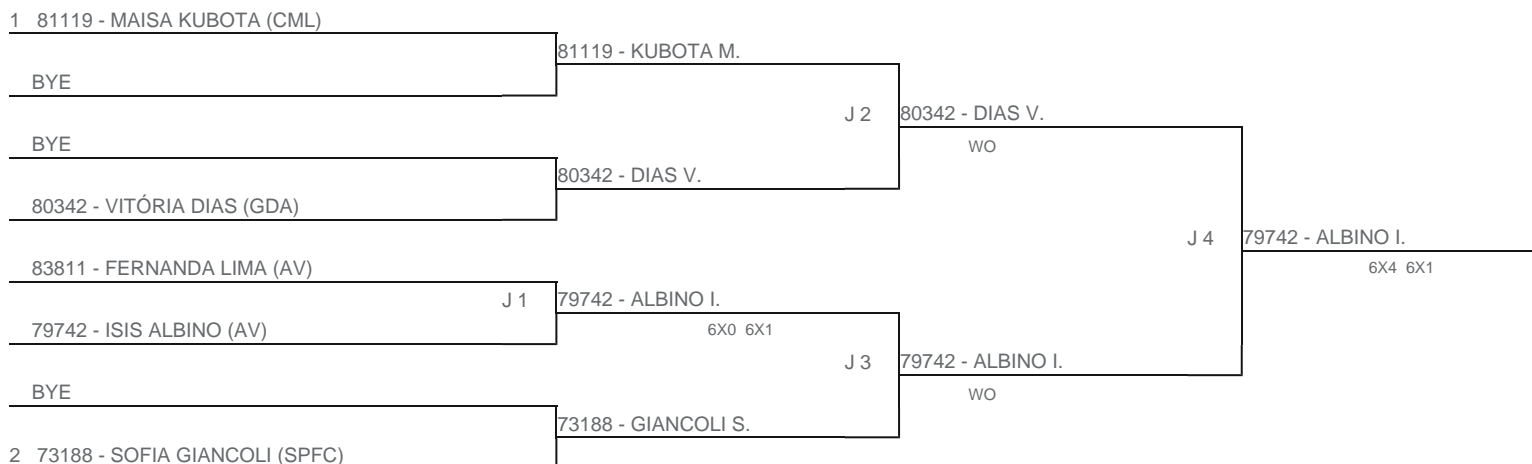 1 81119 - MAISA KUBOTA (CML)
81119 - KUBOTA M.
BYE
J 2
80342 - DIAS V.
WO
BYE
80342 - DIAS V.
80342 - VITÓRIA DIAS (GDA)
J 4
79742 - ALBINO I.
6X4 6X1
83811 - FERNANDA LIMA (AV)
J 1
79742 - ALBINO I.
6X0 6X1
79742 - ISIS ALBINO (AV)
J 3
79742 - ALBINO I.
WO
BYE
73188 - GIANCOLI S.
2 73188 - SOFIA GIANCOLI (SPFC)